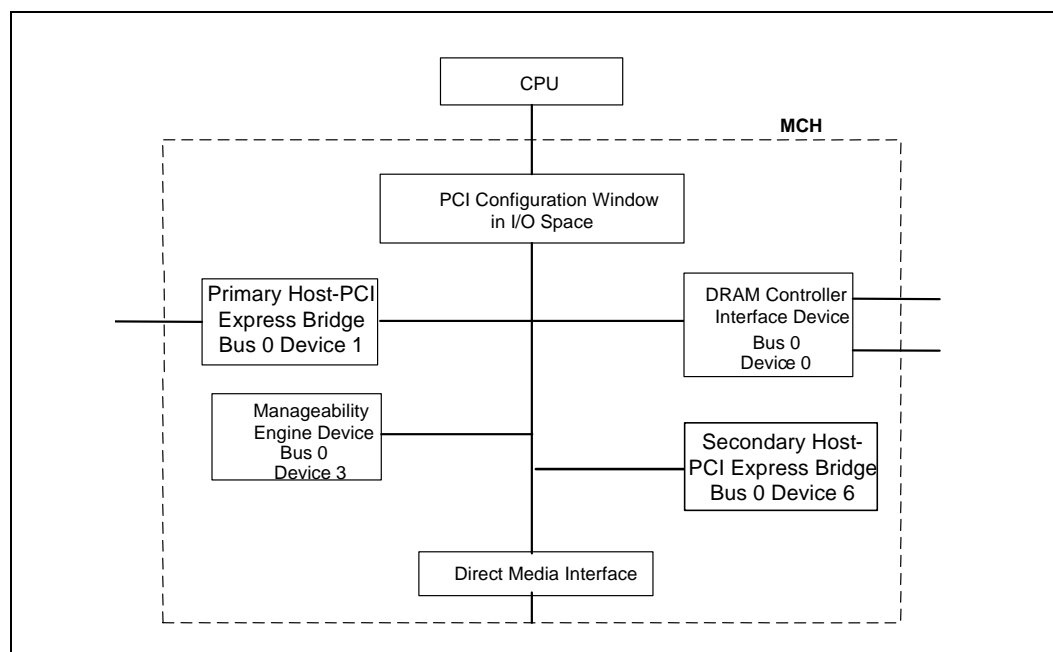 CPU
MCH
PCI Configuration Window
in I/O Space
Primary Host-PCI
Express Bridge
Bus 0 Device 1
DRAM Controller
Interface Device
Bus 0
Device 0
Manageability
Engine Device
Bus 0
Device 3
Secondary Host-
PCI Express Bridge
Bus 0 Device 6
Direct Media Interface